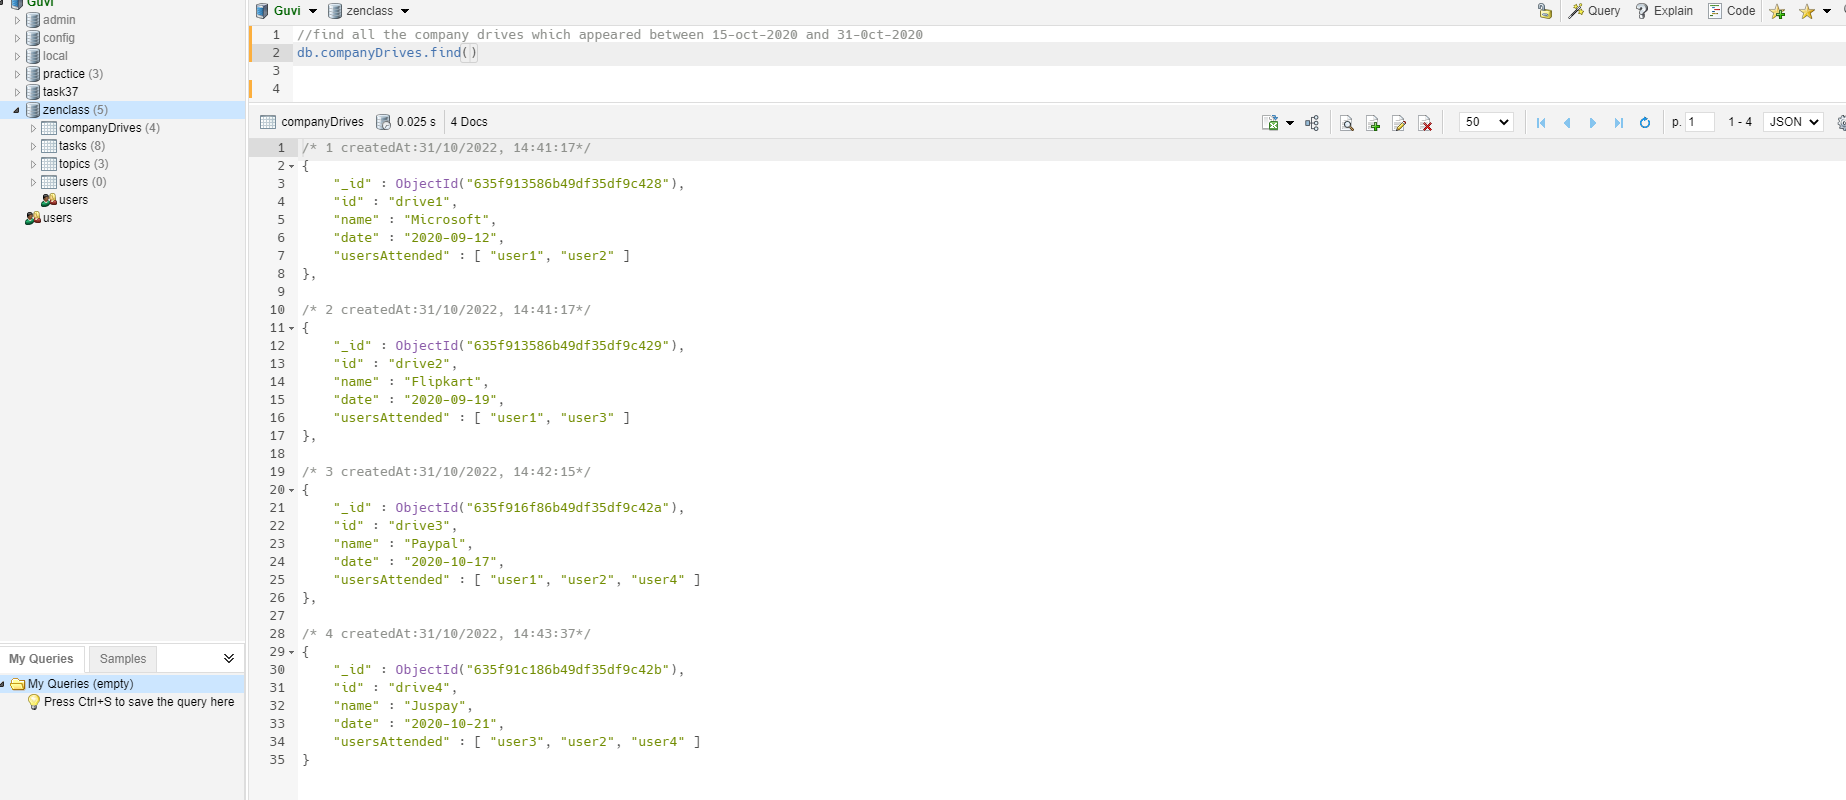 Guvi
admin
config
local
practice (3)
task37
zenclass (5)
companyDrives (4)
tasks (8)
topics (3)
users (0)
users
users
My Queries Samples
My Queries (empty)
Press Ctrl+S to save the query here
Guvi zenclass Query Explain Code
1 //find all the company drives which appeared between 15-oct-2020 and 31-Oct-2020
2 db.companyDrives.find()
3
4
companyDrives 0.025 s 4 Docs 50 p. 1 1 - 4 JSON
1 /* 1 createdAt:31/10/2022, 14:41:17*/
2 {
3 "_id" : ObjectId("635f913586b49df35df9c428"),
4 "id" : "drive1",
5 "name" : "Microsoft",
6 "date" : "2020-09-12",
7 "usersAttended" : [ "user1", "user2" ]
8 },
9
10 /* 2 createdAt:31/10/2022, 14:41:17*/
11 {
12 "_id" : ObjectId("635f913586b49df35df9c429"),
13 "id" : "drive2",
14 "name" : "Flipkart",
15 "date" : "2020-09-19",
16 "usersAttended" : [ "user1", "user3" ]
17 },
18
19 /* 3 createdAt:31/10/2022, 14:42:15*/
20 {
21 "_id" : ObjectId("635f916f86b49df35df9c42a"),
22 "id" : "drive3",
23 "name" : "Paypal",
24 "date" : "2020-10-17",
25 "usersAttended" : [ "user1", "user2", "user4" ]
26 },
27
28 /* 4 createdAt:31/10/2022, 14:43:37*/
29 {
30 "_id" : ObjectId("635f91c186b49df35df9c42b"),
31 "id" : "drive4",
32 "name" : "Juspay",
33 "date" : "2020-10-21",
34 "usersAttended" : [ "user3", "user2", "user4" ]
35 }